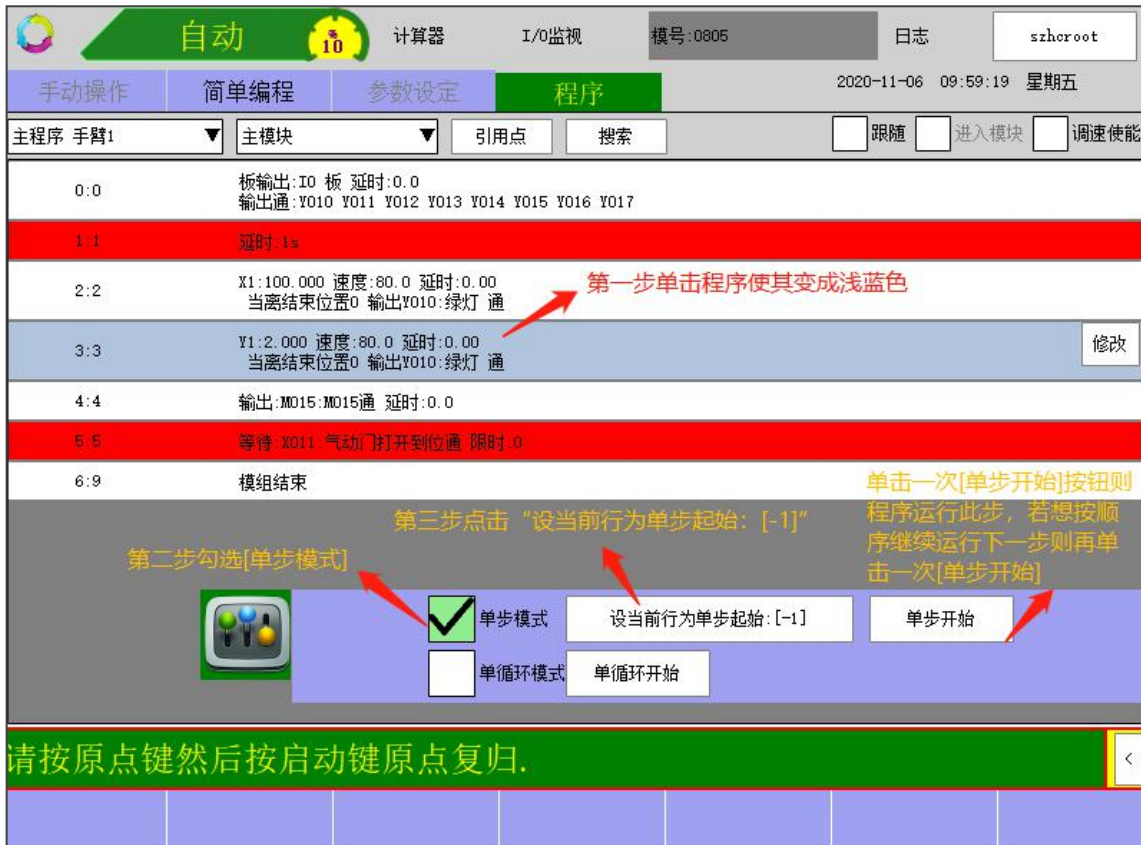 自动
%
10
计算器
I/O监视
模号:0805
日志
szhcroot
手动操作
简单编程
参数设定
程序
2020-11-06 09:59:19 星期五
主程序 手臂1
主模块
引用点
搜索
跟随
进入模块
调速使能
0:0
板输出:IO 板 延时:0.0
输出通:Y010 Y011 Y012 Y013 Y014 Y015 Y016 Y017
1:1
延时:1s
2:2
X1:100.000 速度:80.0 延时:0.00
当离结束位置0 输出Y010:绿灯 通
第一步单击程序使其变成浅蓝色
3:3
Y1:2.000 速度:80.0 延时:0.00
当离结束位置0 输出Y010:绿灯 通
修改
4:4
输出:M015:M015通 延时:0.0
5:5
等待:X011:气动门打开到位通 限时:0
6:9
模组结束
单击一次[单步开始]按钮则
程序运行此步，若想按顺
序继续运行下一步则再单
击一次[单步开始]
第三步点击“设当前行为单步起始：[-1]”
第二步勾选[单步模式]
单步模式
设当前行为单步起始:[-1]
单步开始
单循环模式
单循环开始
请按原点键然后按启动键原点复归.
<